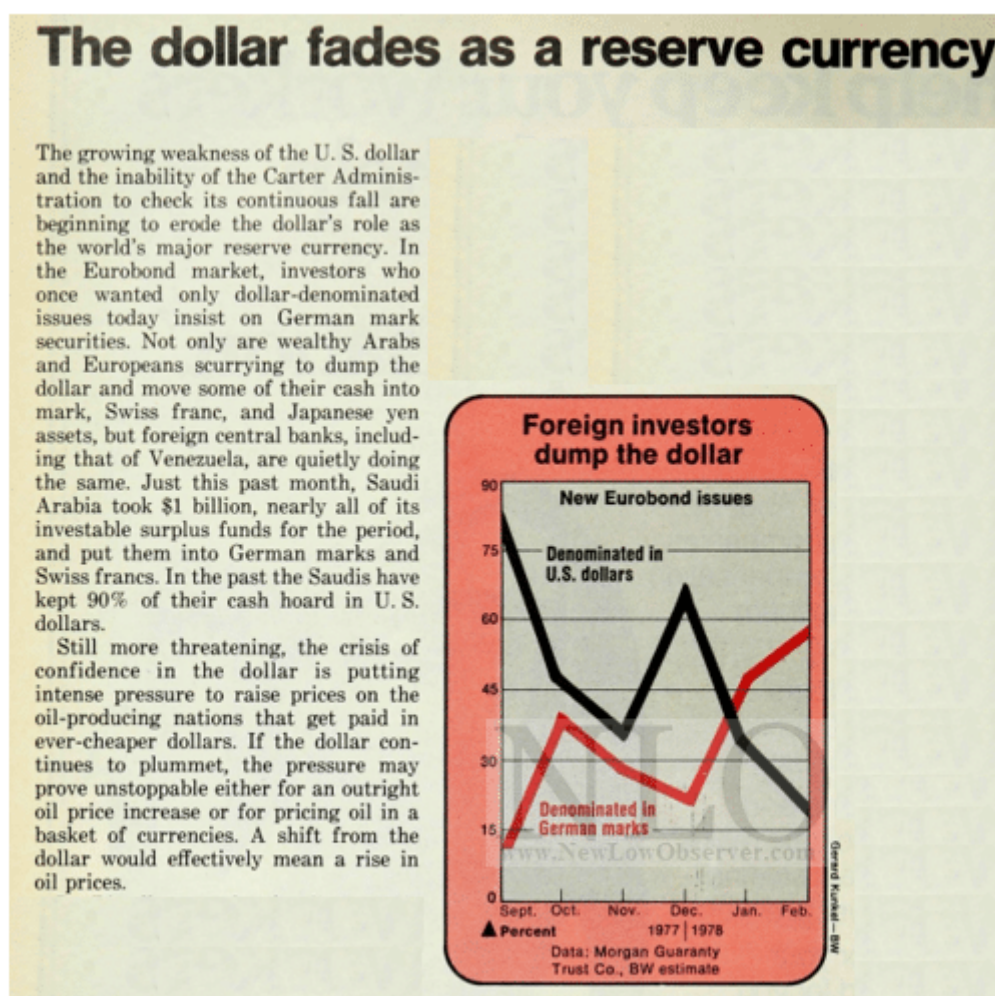 The dollar fades as a reserve currency
The growing weakness of the U. S. dollar
and the inability of the Carter Adminis-
tration to check its continuous fall are
beginning to erode the dollar's role as
the world's major reserve currency. In
the Eurobond market, investors who
once wanted only dollar-denominated
issues today insist on German mark
securities. Not only are wealthy Arabs
and Europeans scurrying to dump the
dollar and move some of their cash into
mark, Swiss franc, and Japanese yen
assets, but foreign central banks, includ-
ing that of Venezuela, are quietly doing
the same. Just this past month, Saudi
Arabia took $1 billion, nearly all of its
investable surplus funds for the period,
and put them into German marks and
Swiss francs. In the past the Saudis have
kept 90% of their cash hoard in U. S.
dollars.
Still more threatening, the crisis of
confidence in the dollar is putting
intense pressure to raise prices on the
oil-producing nations that get paid in
ever-cheaper dollars. If the dollar con-
tinues to plummet, the pressure may
prove unstoppable either for an outright
oil price increase or for pricing oil in a
basket of currencies. A shift from the
dollar would effectively mean a rise in
oil prices.
Foreign investors
dump the dollar
New Eurobond issues
90
75
60
45
30
15
0
Denominated in
U.S. dollars
Denominated in
German marks
NLO
www.NewLowObserver.com
Sept. Oct. Nov. Dec. Jan. Feb.
▲ Percent 1977 | 1978
Data: Morgan Guaranty
Trust Co., BW estimate
Gerard Kunkel—BW